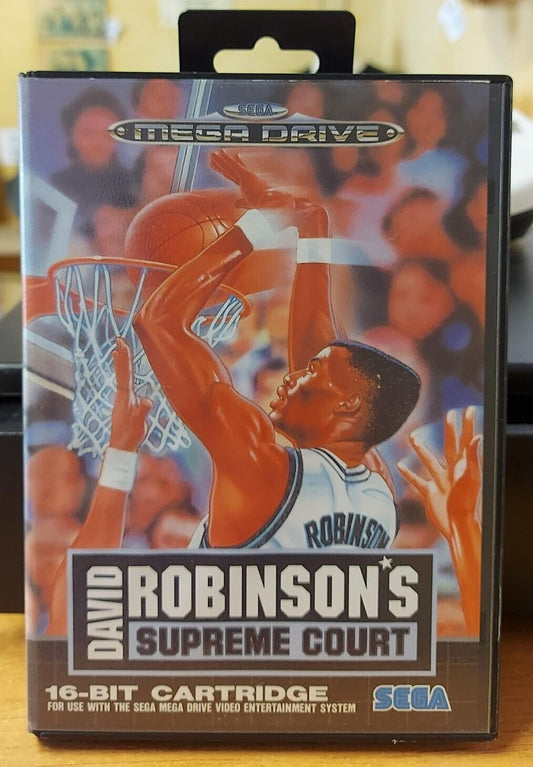 SEGA
MEGA DRIVE
ROBINSON
DAVID
ROBINSON'S
SUPREME COURT
16-BIT CARTRIDGE
FOR USE WITH THE SEGA MEGA DRIVE VIDEO ENTERTAINMENT SYSTEM
SEGA